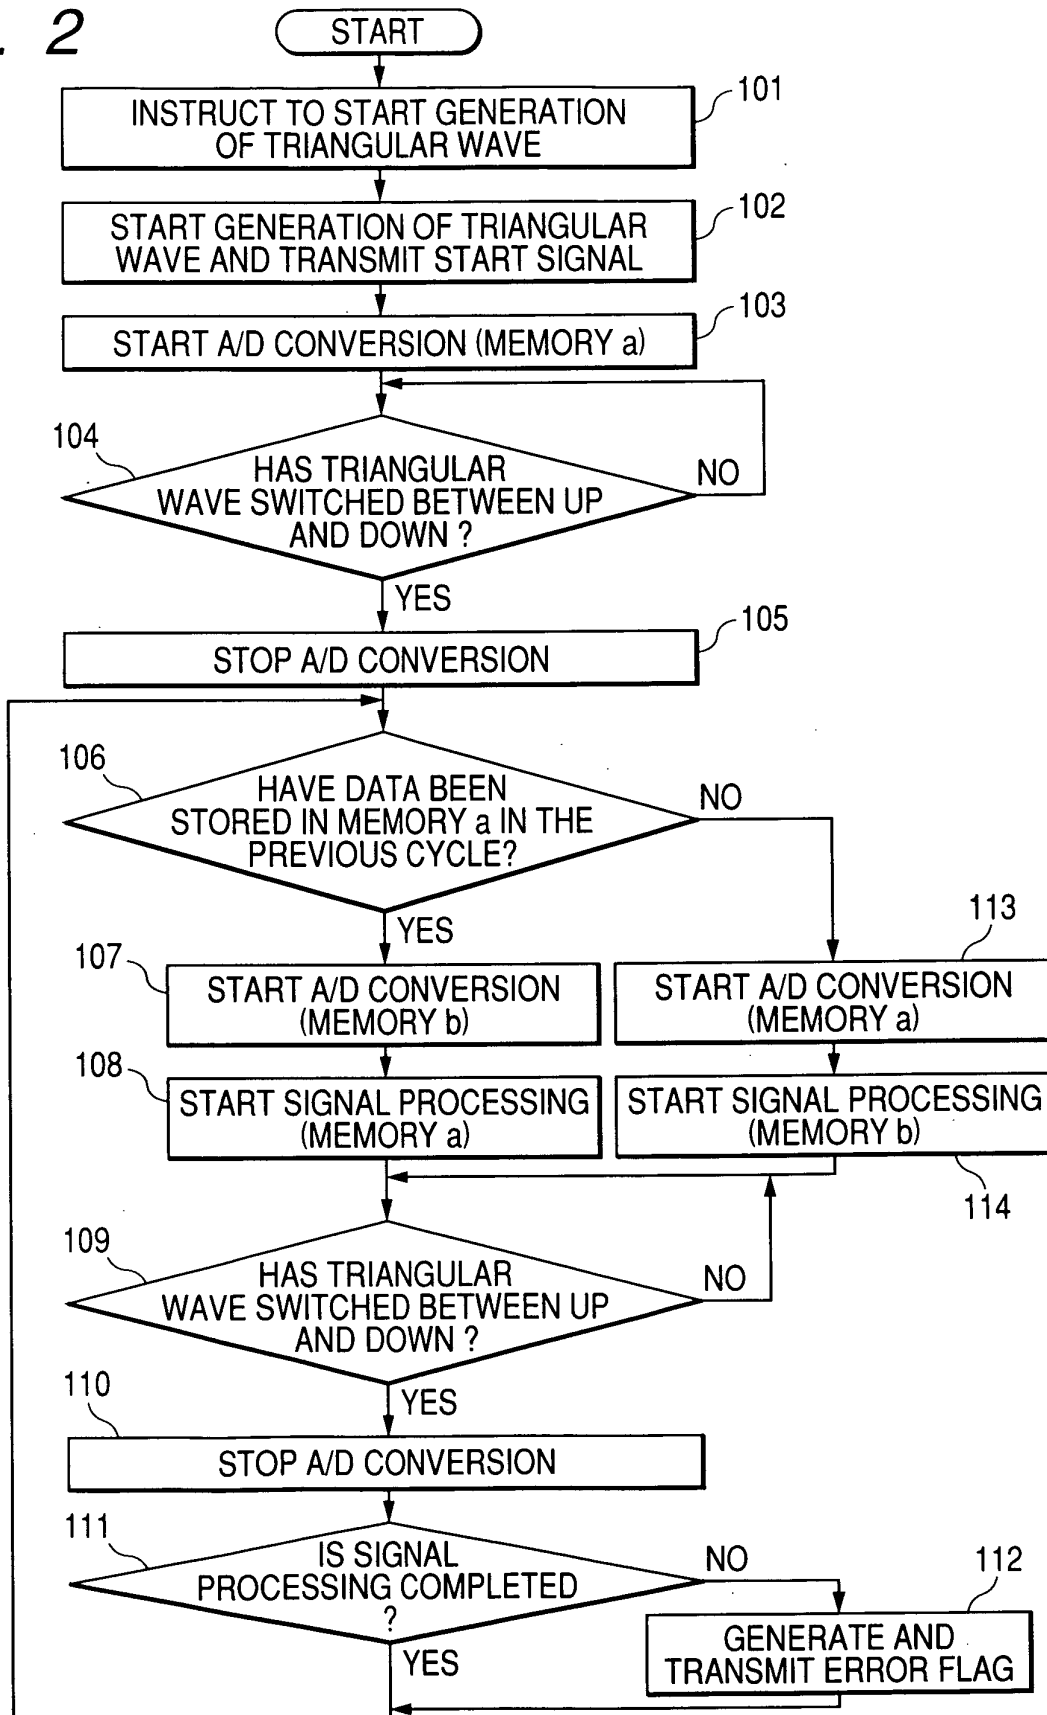 . 2
START
101
INSTRUCT TO START GENERATION
OF TRIANGULAR WAVE
102
START GENERATION OF TRIANGULAR
WAVE AND TRANSMIT START SIGNAL
103
START A/D CONVERSION (MEMORY a)
104
HAS TRIANGULAR
WAVE SWITCHED BETWEEN UP
AND DOWN ?
NO
YES
105
STOP A/D CONVERSION
106
HAVE DATA BEEN
STORED IN MEMORY a IN THE
PREVIOUS CYCLE?
NO
YES
107
START A/D CONVERSION
(MEMORY b)
113
START A/D CONVERSION
(MEMORY a)
108
START SIGNAL PROCESSING
(MEMORY a)
START SIGNAL PROCESSING
(MEMORY b)
114
109
HAS TRIANGULAR
WAVE SWITCHED BETWEEN UP
AND DOWN ?
NO
YES
110
STOP A/D CONVERSION
111
IS SIGNAL
PROCESSING COMPLETED
?
NO
YES
112
GENERATE AND
TRANSMIT ERROR FLAG